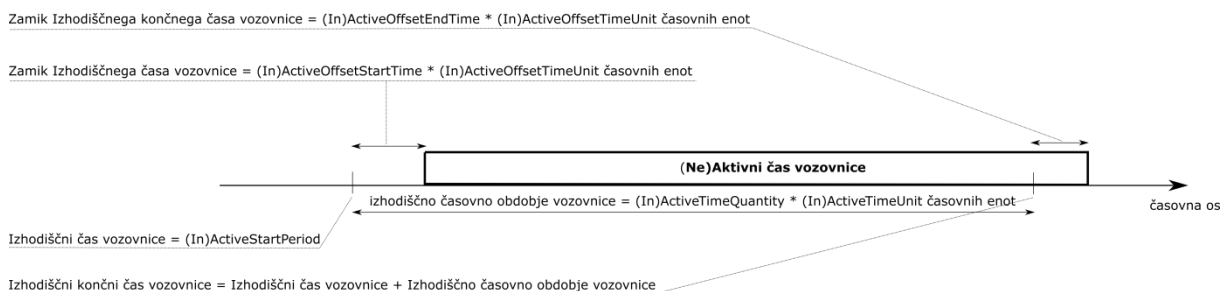 Zamik Izhodiščnega končnega časa vozovnice = (In)ActiveOffsetEndTime * (In)ActiveOffsetTimeUnit časovnih enot
Zamik Izhodiščnega časa vozovnice = (In)ActiveOffsetStartTime * (In)ActiveOffsetTimeUnit časovnih enot
(Ne)Aktivni čas vozovnice
izhodiščno časovno obdobje vozovnice = (In)ActiveTimeQuantity * (In)ActiveTimeUnit časovnih enot
časovna os
Izhodiščni čas vozovnice = (In)ActiveStartPeriod
Izhodiščni končni čas vozovnice = Izhodiščni čas vozovnice + Izhodiščno časovno obdobje vozovnice